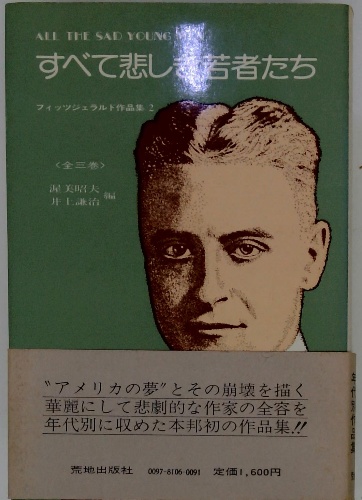 ALL THE SAD YOUNG
すべて悲しき若者たち
フィッツジェラルド作品集 2
〈全三巻〉
渥美昭夫
井上謙治 編
〝アメリカの夢〟とその崩壊を描く
華麗にして悲劇的な作家の全容を
年代別に収めた本邦初の作品集!!
荒地出版社 0097-8106-0091 定価1,600円